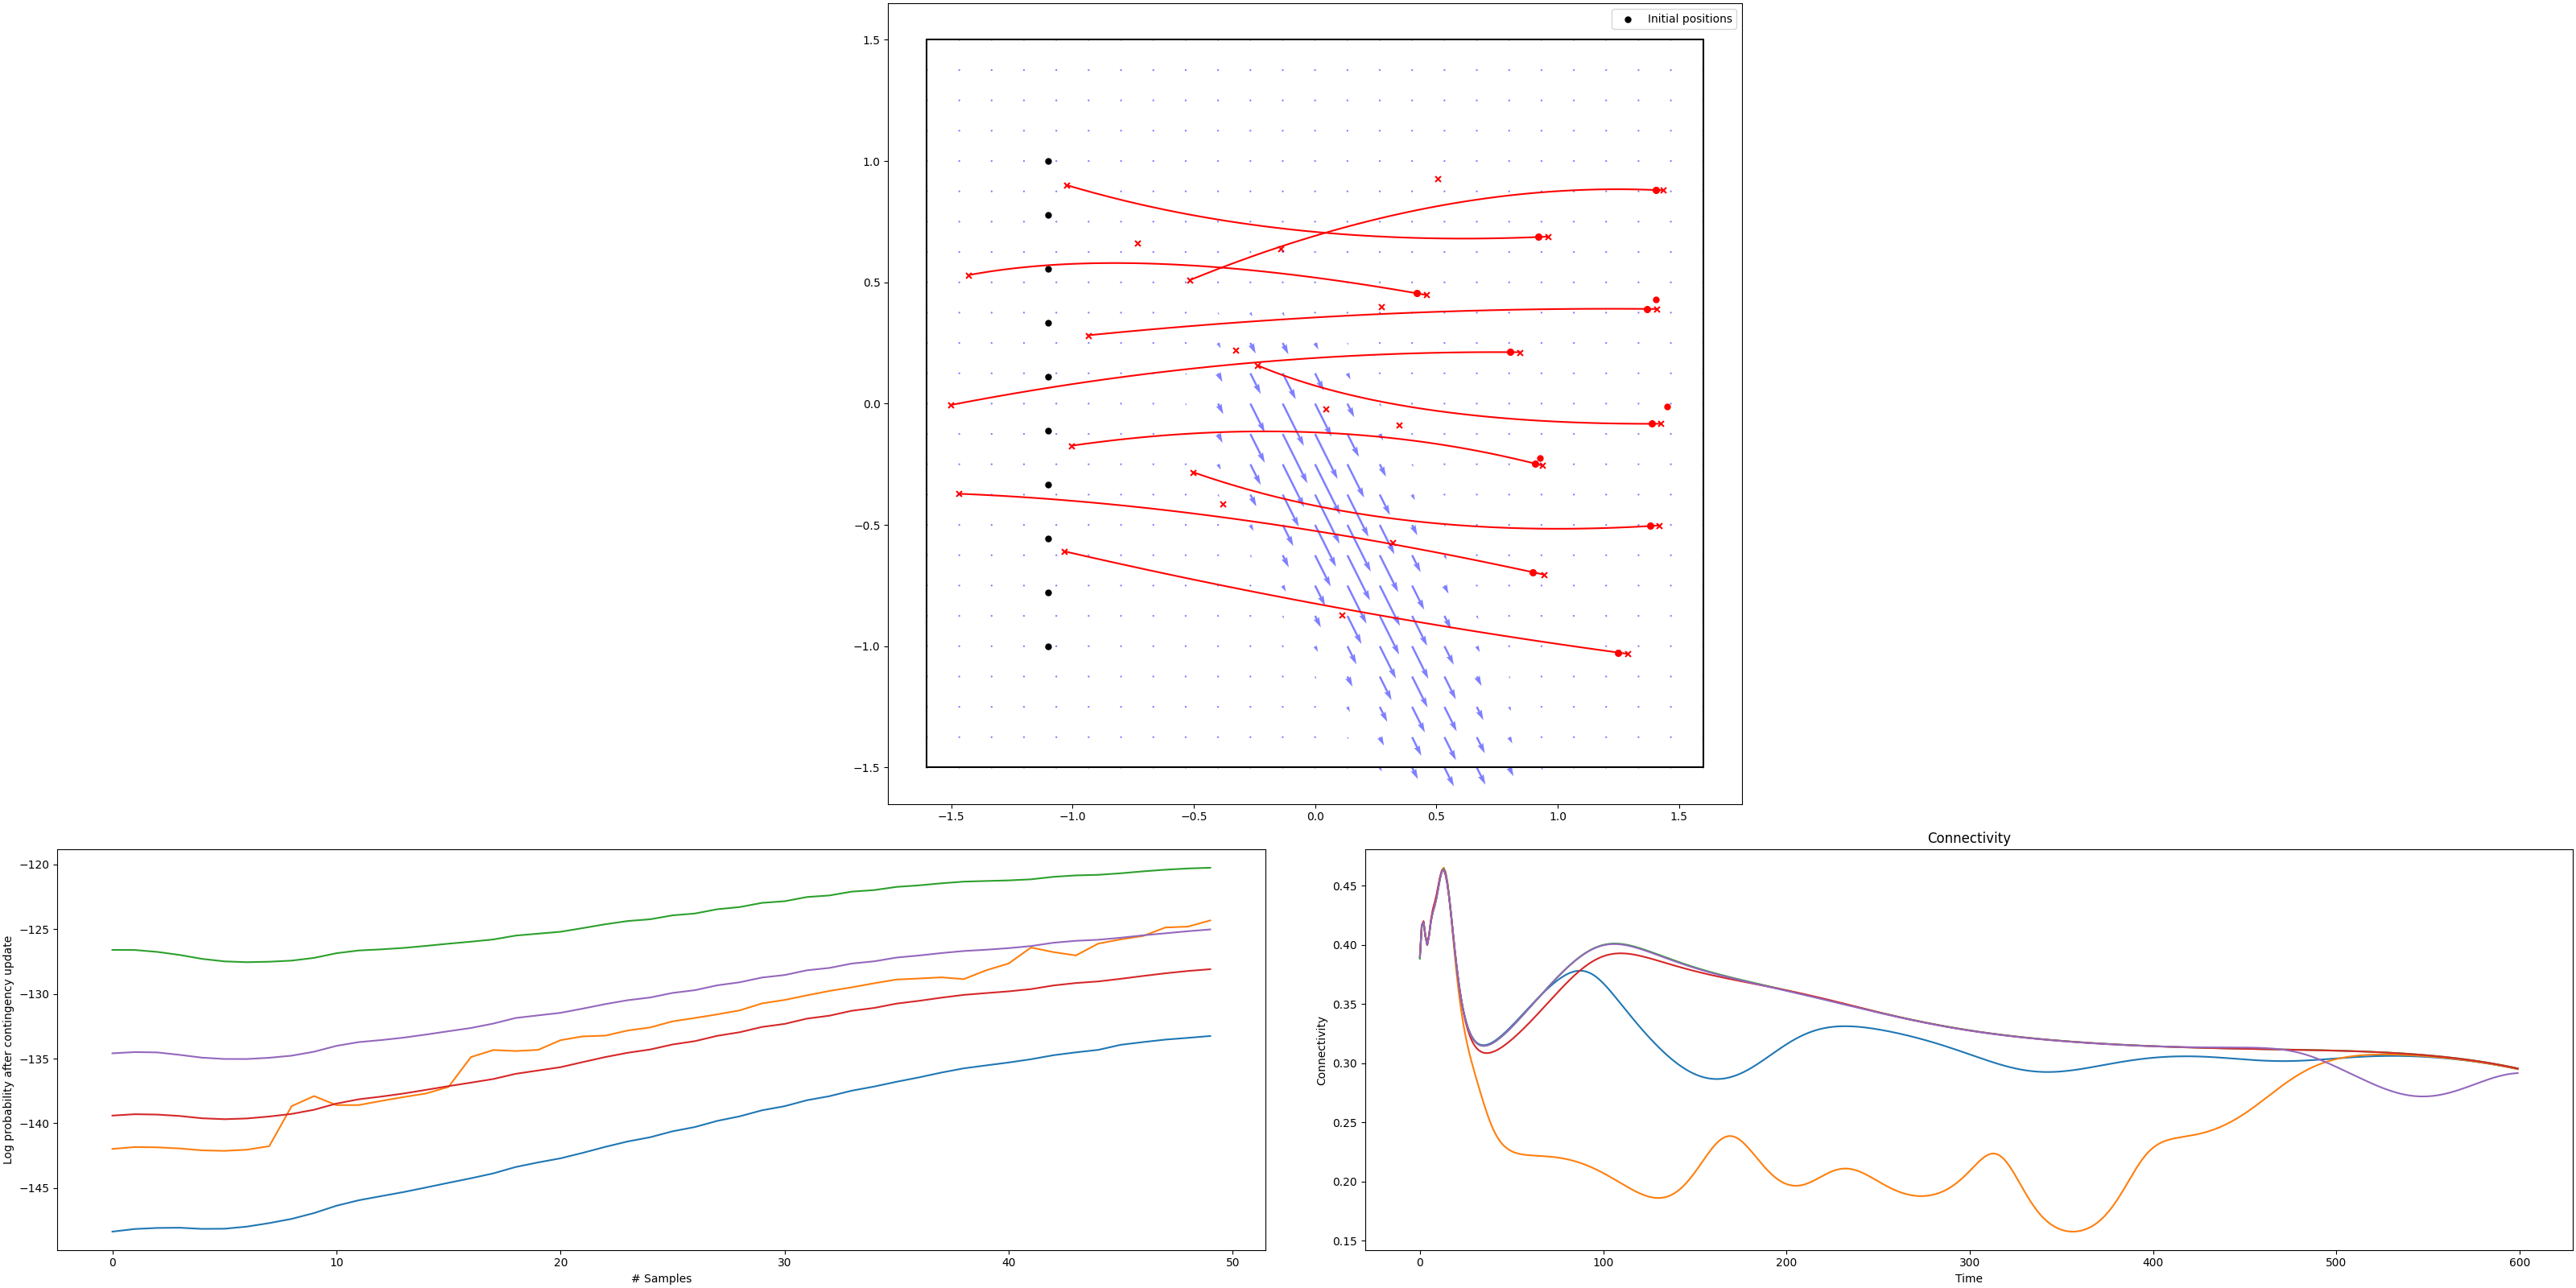 Initial positions
1.5
1.0
0.5
0.0
−0.5
−1.0
−1.5
−1.5 −1.0 −0.5 0.0 0.5 1.0 1.5
Log probability after contingency update
−120
−125
−130
−135
−140
−145
0 10 20 30 40 50
# Samples
Connectivity
Connectivity
0.45
0.40
0.35
0.30
0.25
0.20
0.15
0 100 200 300 400 500 600
Time